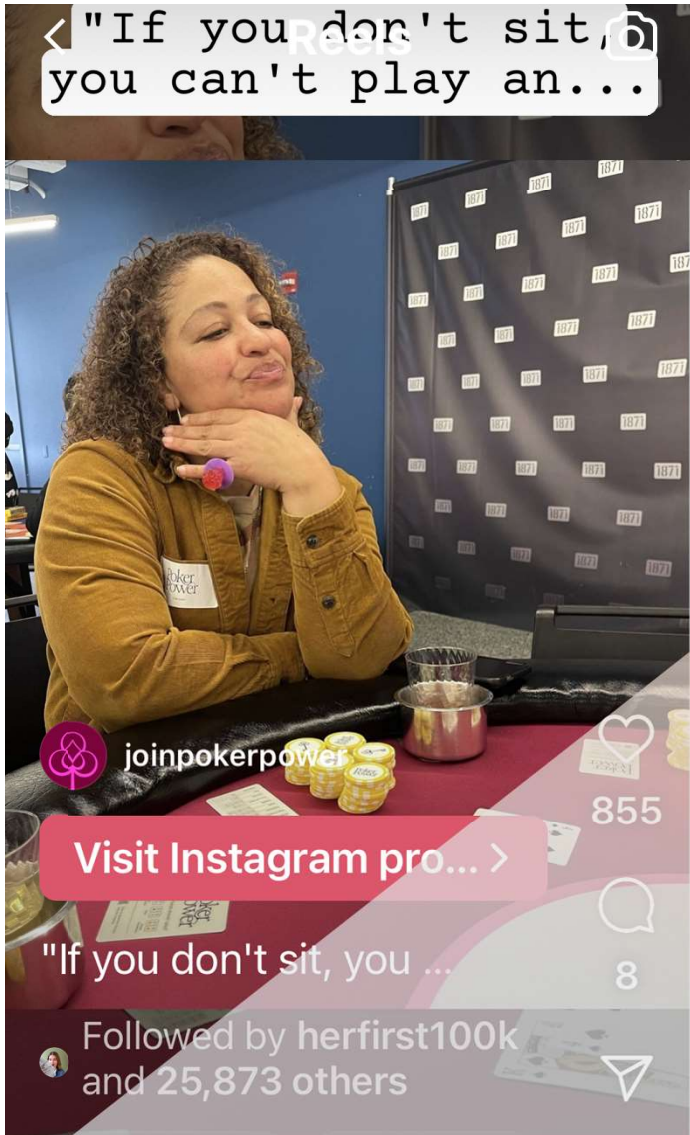 "If you don't sit,
Reels
you can't play an...
1871
Poker
Power
joinpokerpower
855
Visit Instagram pro... >
"If you don't sit, you ...
8
Followed by herfirst100k
and 25,873 others